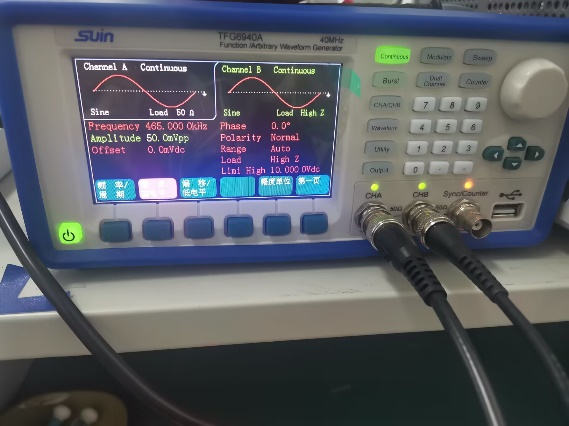 SUIN
TFG6940A 40MHz
Function /Arbitrary Waveform Generator
Channel A Continuous
Sine Load 50 Ω
Channel B Continuous
Sine Load High Z
Frequency 465.000 0kHz
Amplitude 50.0mVpp
Offset 0.0mVdc
Phase 0.0°
Polarity Normal
Range Auto
Load High Z
Limi High 10.000 0Vdc
频 率/
周 期
偏 移/
低电平
幅度单位
第一页
Continuous Modulate Sweep
Burst Dual Channel Counter
CHA/CHB 7 8 9
Waveform 4 5 6
Utility 1 2 3
Output 0 . -
CHA CHB Sync/Counter
50Ω